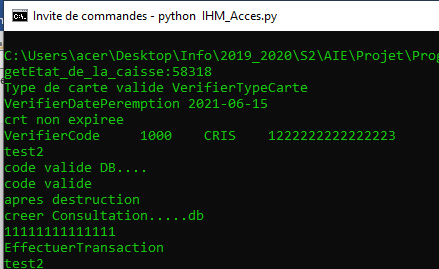 Invite de commandes - python IHM_Acces.py
C:\Users\acer\Desktop\Info\2019_2020\S2\AIE\Projet\Prog
getEtat_de_la_caisse:58318
Type de carte valide VerifierTypeCarte
VerifierDatePeremption 2021-06-15
crt non expiree
VerifierCode 1000 CRIS 1222222222222223
test2
code valide DB....
code valide
apres destruction
creer Consultation.....db
11111111111111
EffectuerTransaction
test2